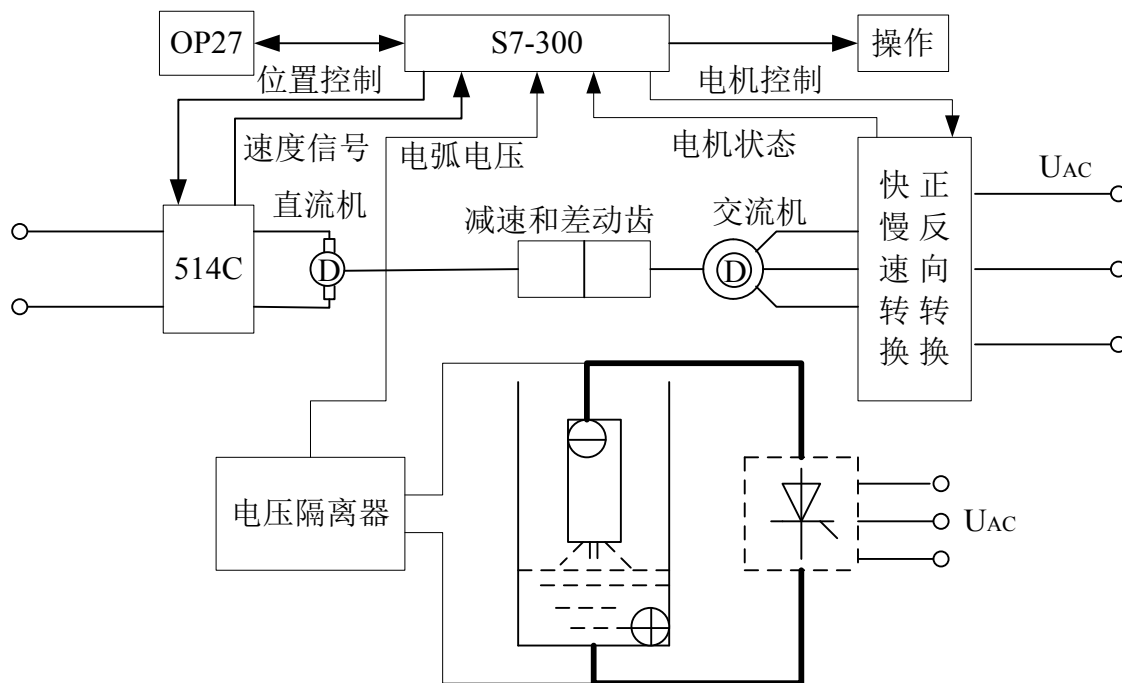 OP27
S7-300
操作
位置控制
电机控制
速度信号
电弧电压
电机状态
直流机
减速和差动齿
交流机
UAC
514C
D
D
快慢速转换
正反向转换
电压隔离器
UAC